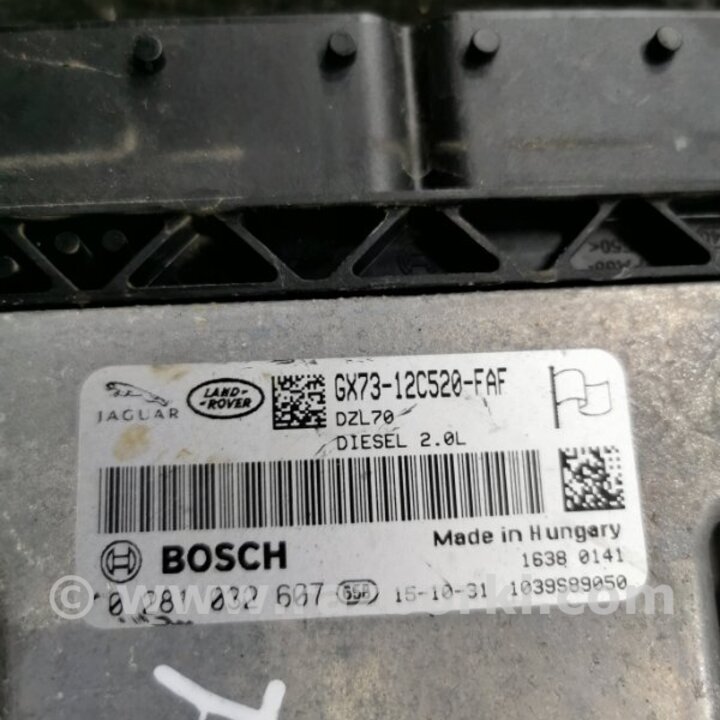 JAGUAR
LAND-
-ROVER
GX73-12C520-FAF
DZL70
DIESEL 2.0L
Made in Hungary
1638 0141
BOSCH
0 281 032 607 65A 15-10-31 1039S89050